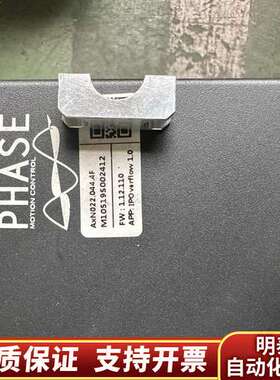 PHASE
MOTION CONTROL
AxN022.044.AF
M105195002412
FW: 1.12.110
APP: IPOverflow 1.0
质保证 支持开票
明
自动化